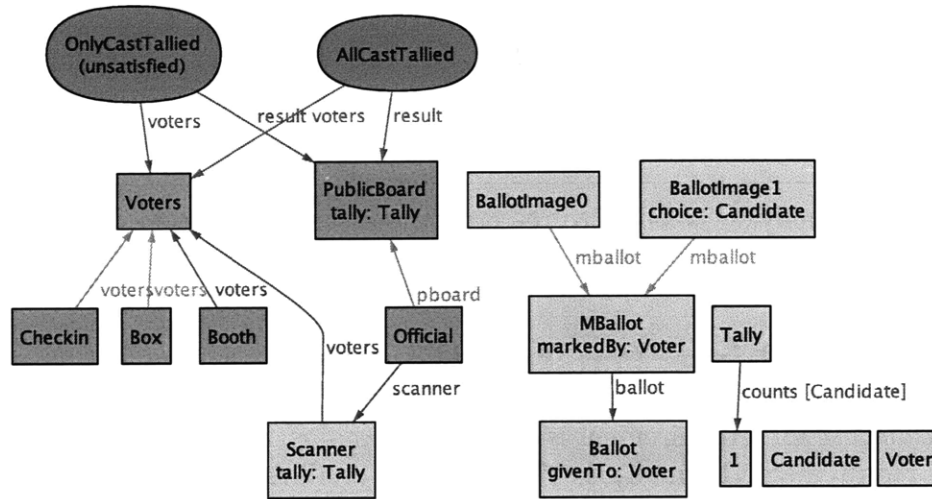 OnlyCastTallied
(unsatisfied)
AllCastTallied
voters
result voters
result
Voters
PublicBoard
tally: Tally
BallotImage0
BallotImage1
choice: Candidate
mballot
mballot
voters voters
voters
pboard
Checkin
Box
Booth
Official
MBallot
markedBy: Voter
Tally
voters
scanner
ballot
counts [Candidate]
Scanner
tally: Tally
Ballot
givenTo: Voter
1
Candidate
Voter